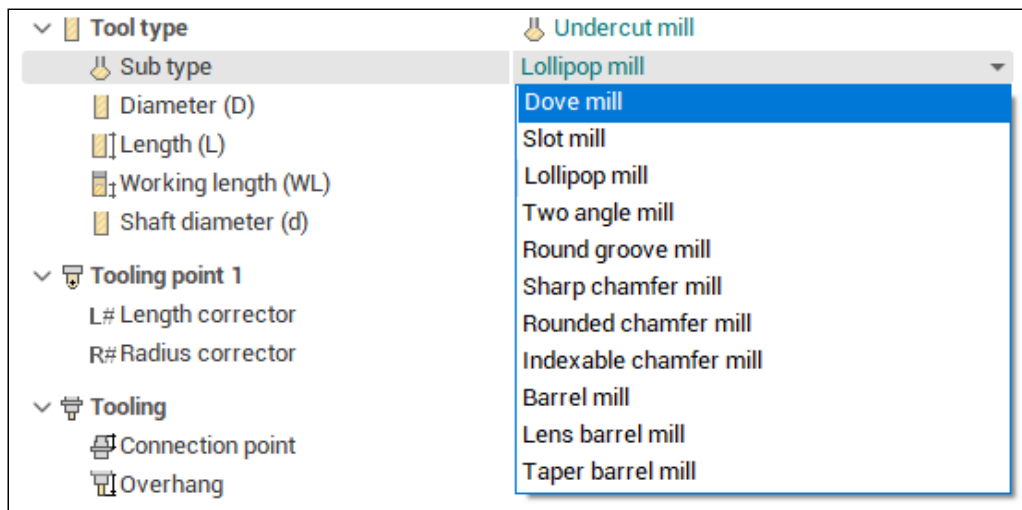 Tool type Undercut mill
Sub type Lollipop mill
Diameter (D) Dove mill
Length (L) Slot mill
Working length (WL) Lollipop mill
Shaft diameter (d) Two angle mill
Round groove mill
Tooling point 1 Sharp chamfer mill
L# Length corrector
Rounded chamfer mill
R# Radius corrector
Indexable chamfer mill
Tooling Barrel mill
Connection point Lens barrel mill
Overhang Taper barrel mill